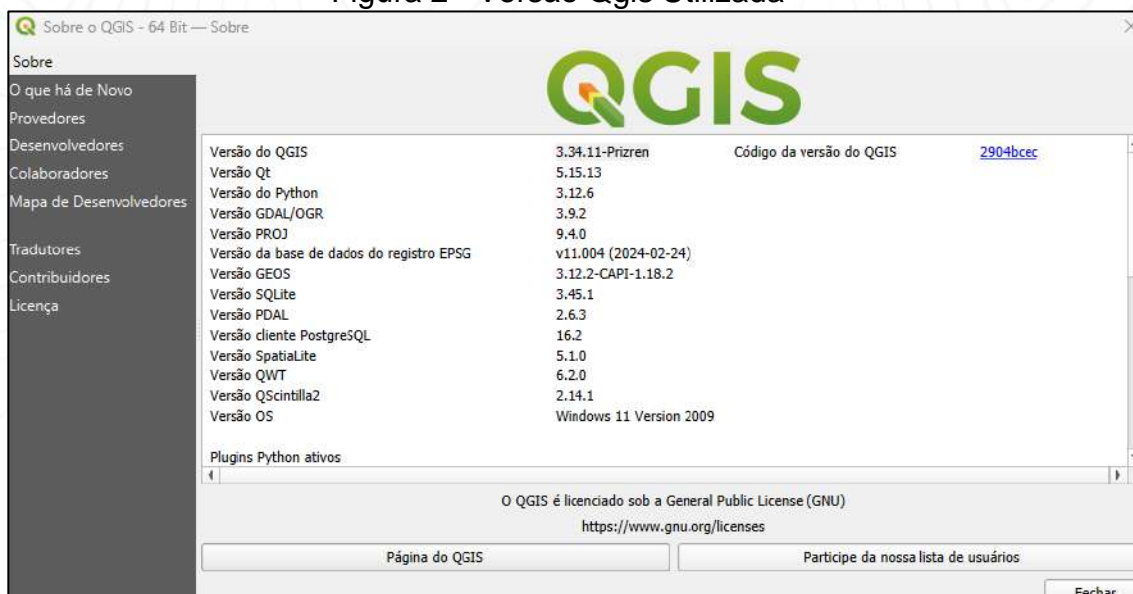 Figura 2 - Versão Qgis Utilizada
Sobre o QGIS - 64 Bit — Sobre
Sobre
O que há de Novo
Provedores
Desenvolvedores
Colaboradores
Mapa de Desenvolvedores
Tradutores
Contribuidores
Licença
QGIS
Versão do QGIS 3.34.11-Prizren Código da versão do QGIS 2904bcec
Versão Qt 5.15.13
Versão do Python 3.12.6
Versão GDAL/OGR 3.9.2
Versão PROJ 9.4.0
Versão da base de dados do registro EPSG v11.004 (2024-02-24)
Versão GEOS 3.12.2-CAPI-1.18.2
Versão SQLite 3.45.1
Versão PDAL 2.6.3
Versão cliente PostgreSQL 16.2
Versão SpatiaLite 5.1.0
Versão QWT 6.2.0
Versão QScintilla2 2.14.1
Versão OS Windows 11 Version 2009
Plugins Python ativos
O QGIS é licenciado sob a General Public License (GNU)
https://www.gnu.org/licenses
Página do QGIS Participe da nossa lista de usuários
Fechar